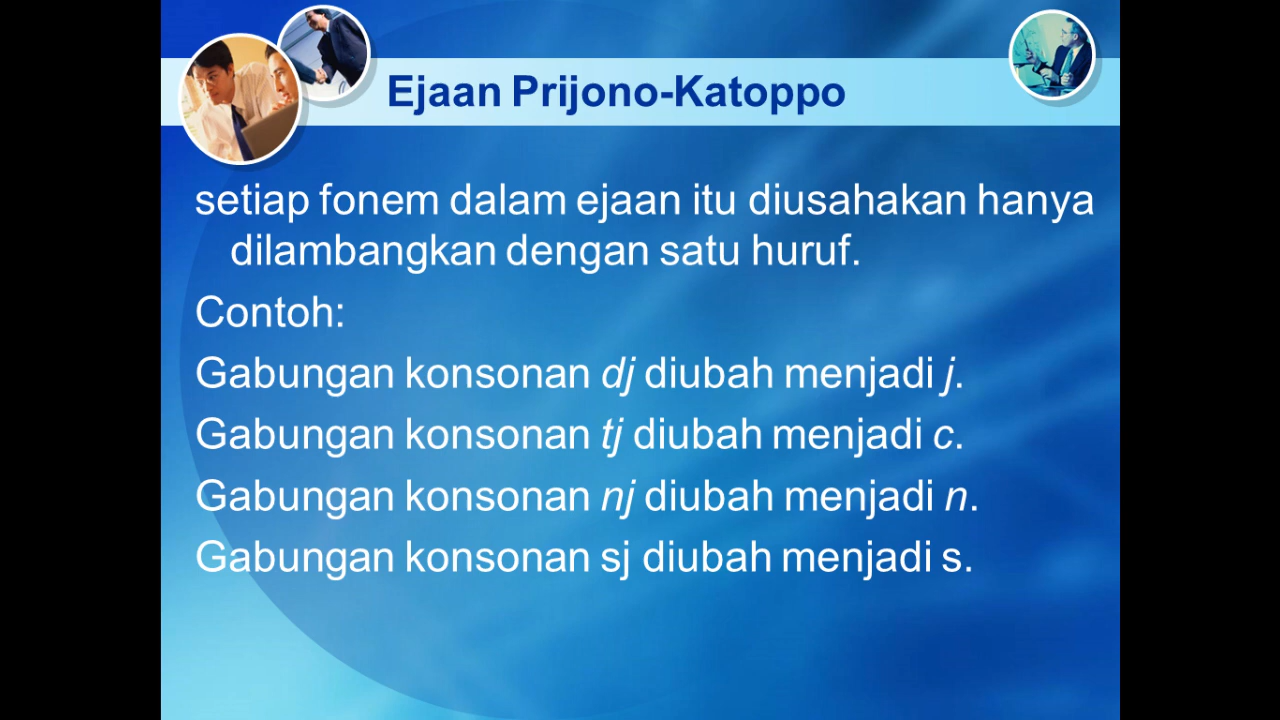 Ejaan Prijono-Katoppo
setiap fonem dalam ejaan itu diusahakan hanya
dilambangkan dengan satu huruf.
Contoh:
Gabungan konsonan dj diubah menjadi j.
Gabungan konsonan tj diubah menjadi c.
Gabungan konsonan nj diubah menjadi n.
Gabungan konsonan sj diubah menjadi s.